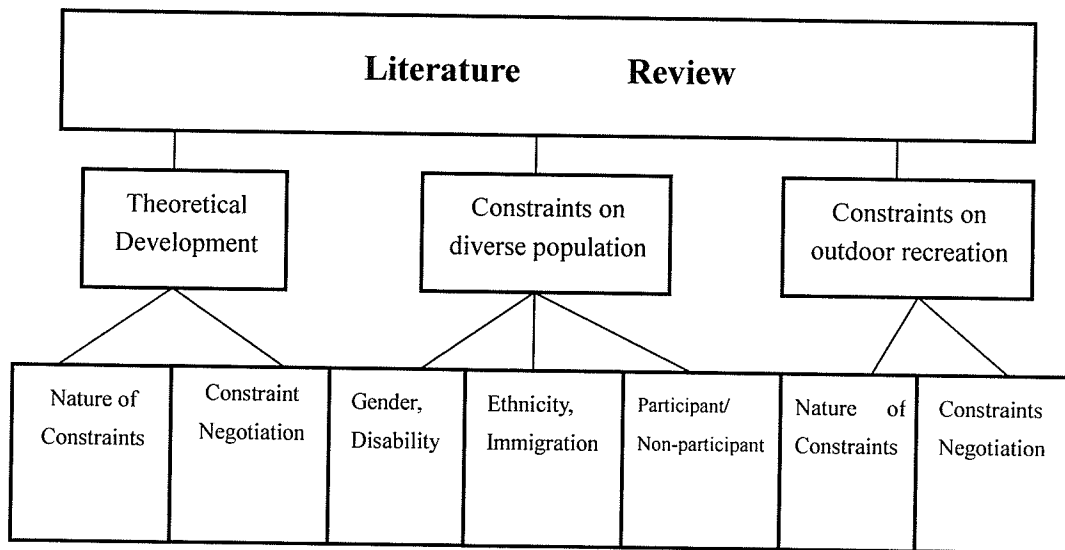 Literature Review
Theoretical
Development
Constraints on
diverse population
Constraints on
outdoor recreation
Nature of
Constraints
Constraint
Negotiation
Gender,
Disability
Ethnicity,
Immigration
Participant/
Non-participant
Nature of
Constraints
Constraints
Negotiation